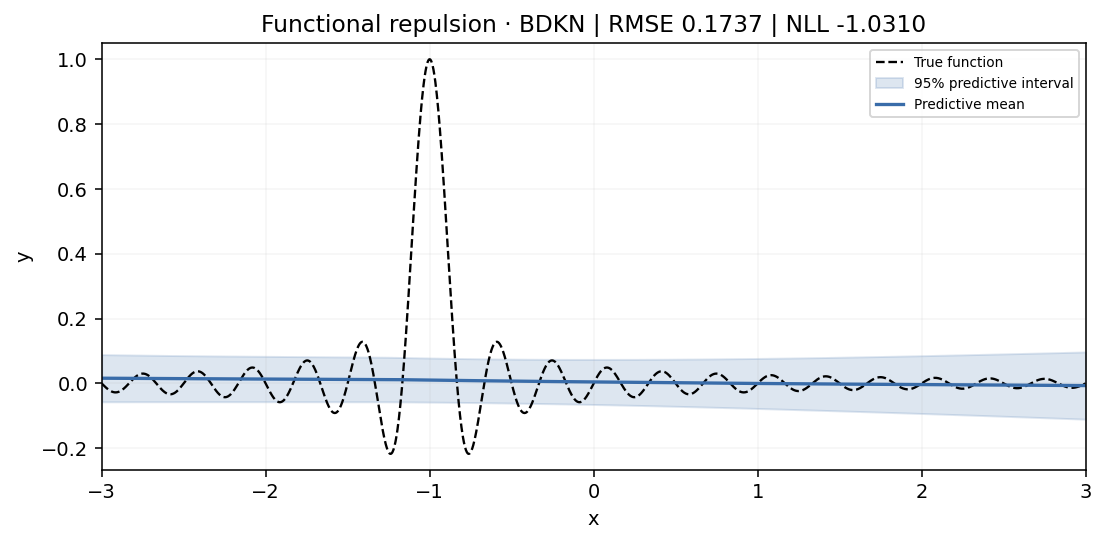 Functional repulsion · BDKN | RMSE 0.1737 | NLL -1.0310
True function
95% predictive interval
Predictive mean
1.0
0.8
0.6
0.4
0.2
0.0
−0.2
y
−3
−2
−1
0
1
2
3
x